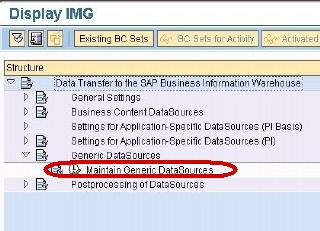 Display IMG
Existing BC Sets BC Sets for Activity Activated
Structure
Data Transfer to the SAP Business Information Warehouse
General Settings
Business Content DataSources
Settings for Application-Specific DataSources (PI Basis)
Settings for Application-Specific DataSources (PI)
Generic DataSources
Maintain Generic DataSources
Postprocessing of DataSources